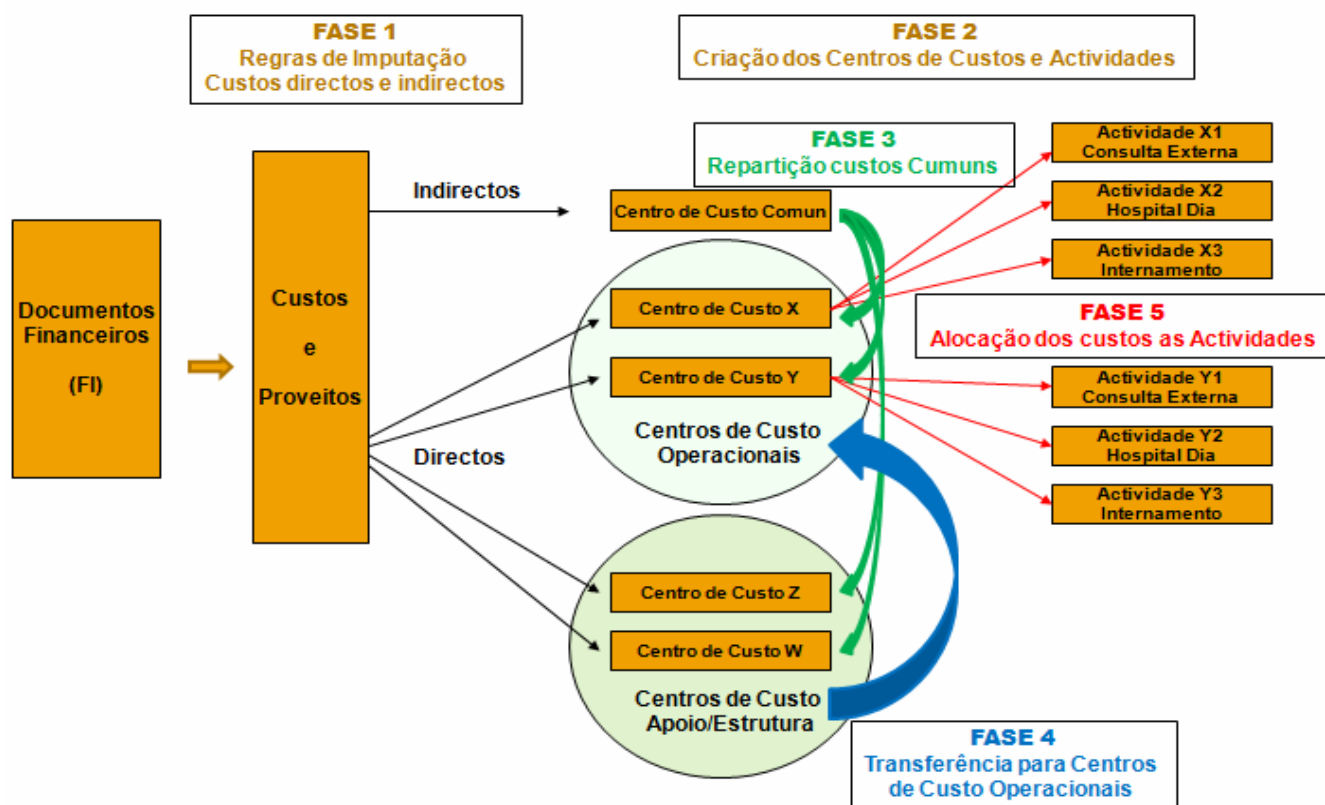 FASE 1
Regras de Imputação
Custos directos e indirectos
FASE 2
Criação dos Centros de Custos e Actividades
FASE 3
Repartição custos Cumuns
Actividade X1
Consulta Externa
Indirectos
Actividade X2
Hospital Dia
Centro de Custo Comun
Actividade X3
Internamento
Documentos
Financeiros
(FI)
Custos
e
Proveitos
Centro de Custo X
FASE 5
Alocação dos custos as Actividades
Centro de Custo Y
Actividade Y1
Consulta Externa
Centros de Custo
Operacionais
Directos
Actividade Y2
Hospital Dia
Actividade Y3
Internamento
Centro de Custo Z
Centro de Custo W
Centros de Custo
Apoio/Estrutura
FASE 4
Transferência para Centros
de Custo Operacionais